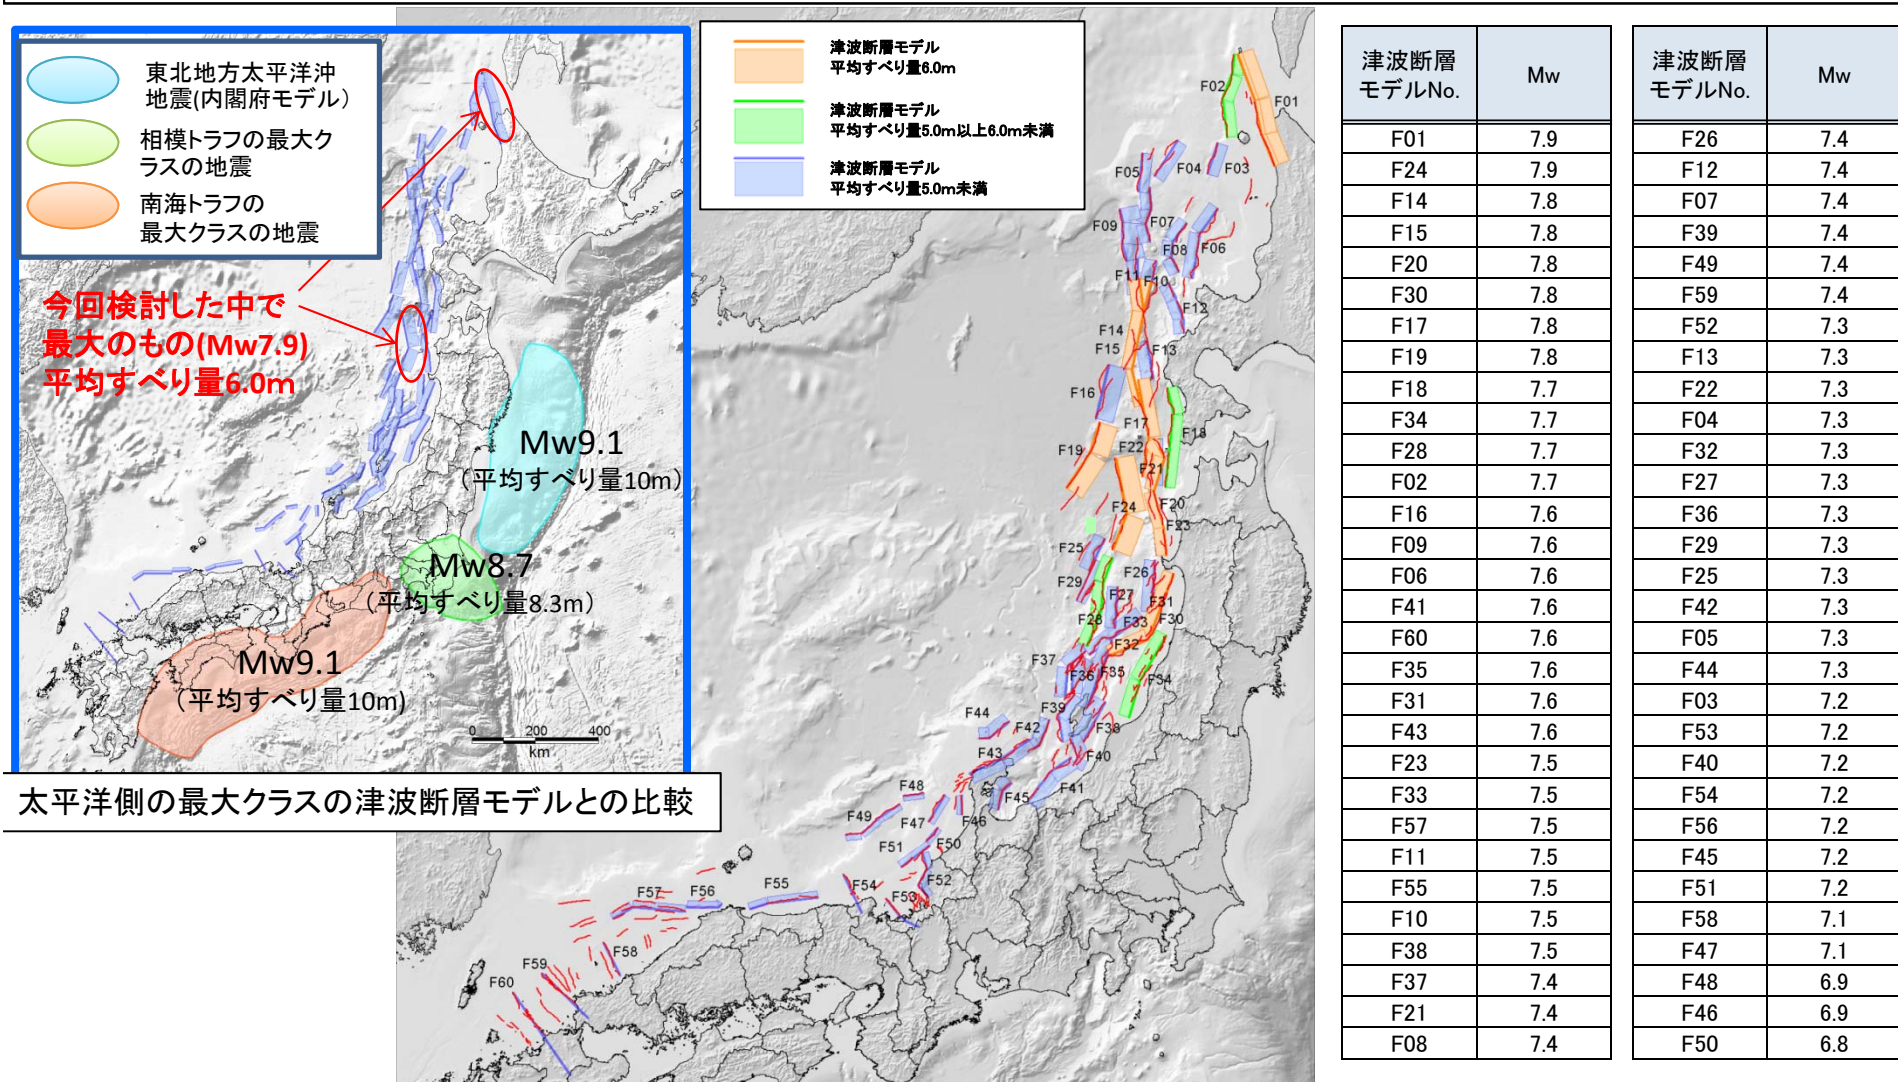 東北地方太平洋沖
地震(内閣府モデル）
相模トラフの最大ク
ラスの地震
南海トラフの
最大クラスの地震
今回検討した中で
最大のもの(Mw7.9)
平均すべり量6.0m
Mw9.1
（平均すべり量10m）
Mw8.7
（平均すべり量8.3m）
Mw9.1
（平均すべり量10m）
0 200 400
km
太平洋側の最大クラスの津波断層モデルとの比較
津波断層モデル
平均すべり量6.0m
津波断層モデル
平均すべり量5.0m以上6.0m未満
津波断層モデル
平均すべり量5.0m未満
F02
F01
F05
F04
F03
F09
F07
F08
F06
F11
F10
F12
F14
F15
F13
F16
F17
F18
F19
F22
F21
F24
F20
F23
F25
F26
F29
F27
F31
F28
F33
F30
F32
F37
F36
F35
F34
F39
F44
F42
F38
F43
F40
F41
F48
F45
F49
F47
F46
F50
F51
F52
F57
F56
F55
F54
F53
F58
F59
F60
津波断層
モデルNo.
Mw
F01 7.9
F24 7.9
F14 7.8
F15 7.8
F20 7.8
F30 7.8
F17 7.8
F19 7.8
F18 7.7
F34 7.7
F28 7.7
F02 7.7
F16 7.6
F09 7.6
F06 7.6
F41 7.6
F60 7.6
F35 7.6
F31 7.6
F43 7.6
F23 7.5
F33 7.5
F57 7.5
F11 7.5
F55 7.5
F10 7.5
F38 7.5
F37 7.4
F21 7.4
F08 7.4
津波断層
モデルNo.
Mw
F26 7.4
F12 7.4
F07 7.4
F39 7.4
F49 7.4
F59 7.4
F52 7.3
F13 7.3
F22 7.3
F04 7.3
F32 7.3
F27 7.3
F36 7.3
F29 7.3
F25 7.3
F42 7.3
F05 7.3
F44 7.3
F03 7.2
F53 7.2
F40 7.2
F54 7.2
F56 7.2
F45 7.2
F51 7.2
F58 7.1
F47 7.1
F48 6.9
F46 6.9
F50 6.8